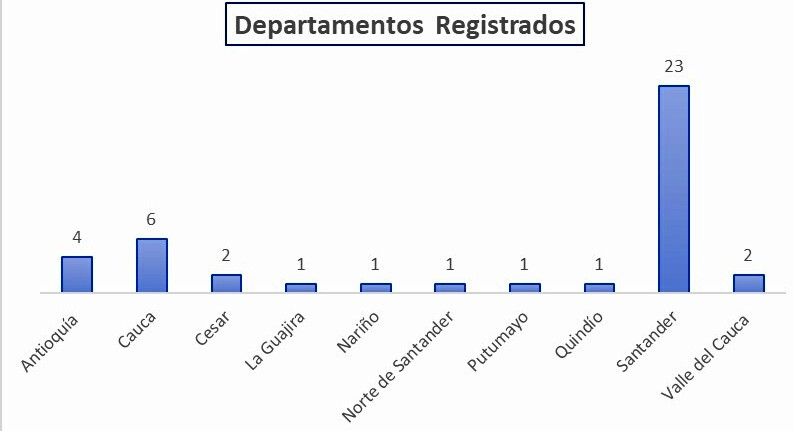 Departamentos Registrados
23
6
4
2
1
1
1
1
1
2
Antioquía
Cauca
Cesar
La Guajira
Nariño
Norte de Santander
Putumayo
Quindío
Santander
Valle del Cauca